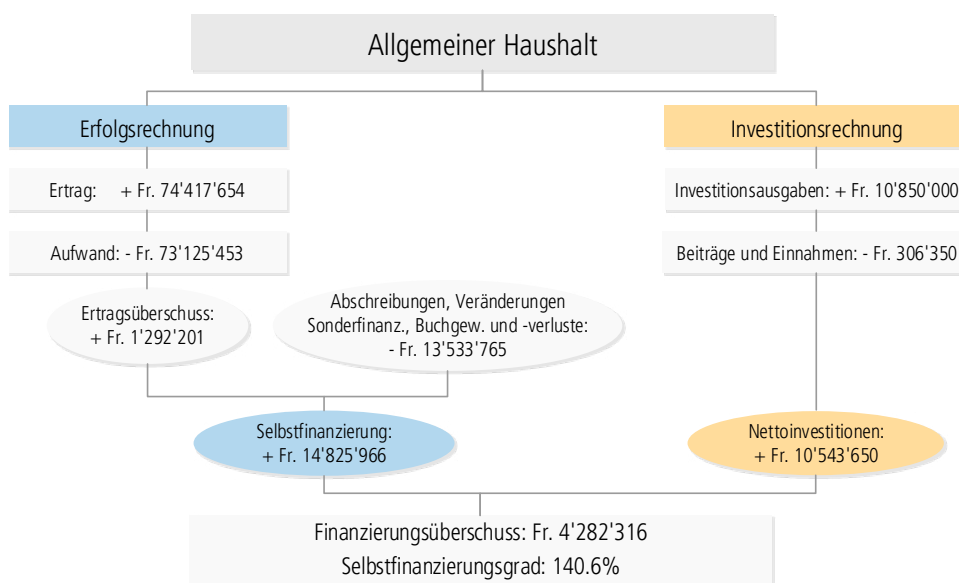 Allgemeiner Haushalt
Erfolgsrechnung
Ertrag: + Fr. 74'417'654
Aufwand: - Fr. 73'125'453
Ertragsüberschuss:
+ Fr. 1'292'201
Abschreibungen, Veränderungen
Sonderfinanz., Buchgew. und -verluste:
- Fr. 13'533'765
Selbstfinanzierung:
+ Fr. 14'825'966
Investitionsrechnung
Investitionsausgaben: + Fr. 10'850'000
Beiträge und Einnahmen: - Fr. 306'350
Nettoinvestitionen:
+ Fr. 10'543'650
Finanzierungsüberschuss: Fr. 4'282'316
Selbstfinanzierungsgrad: 140.6%